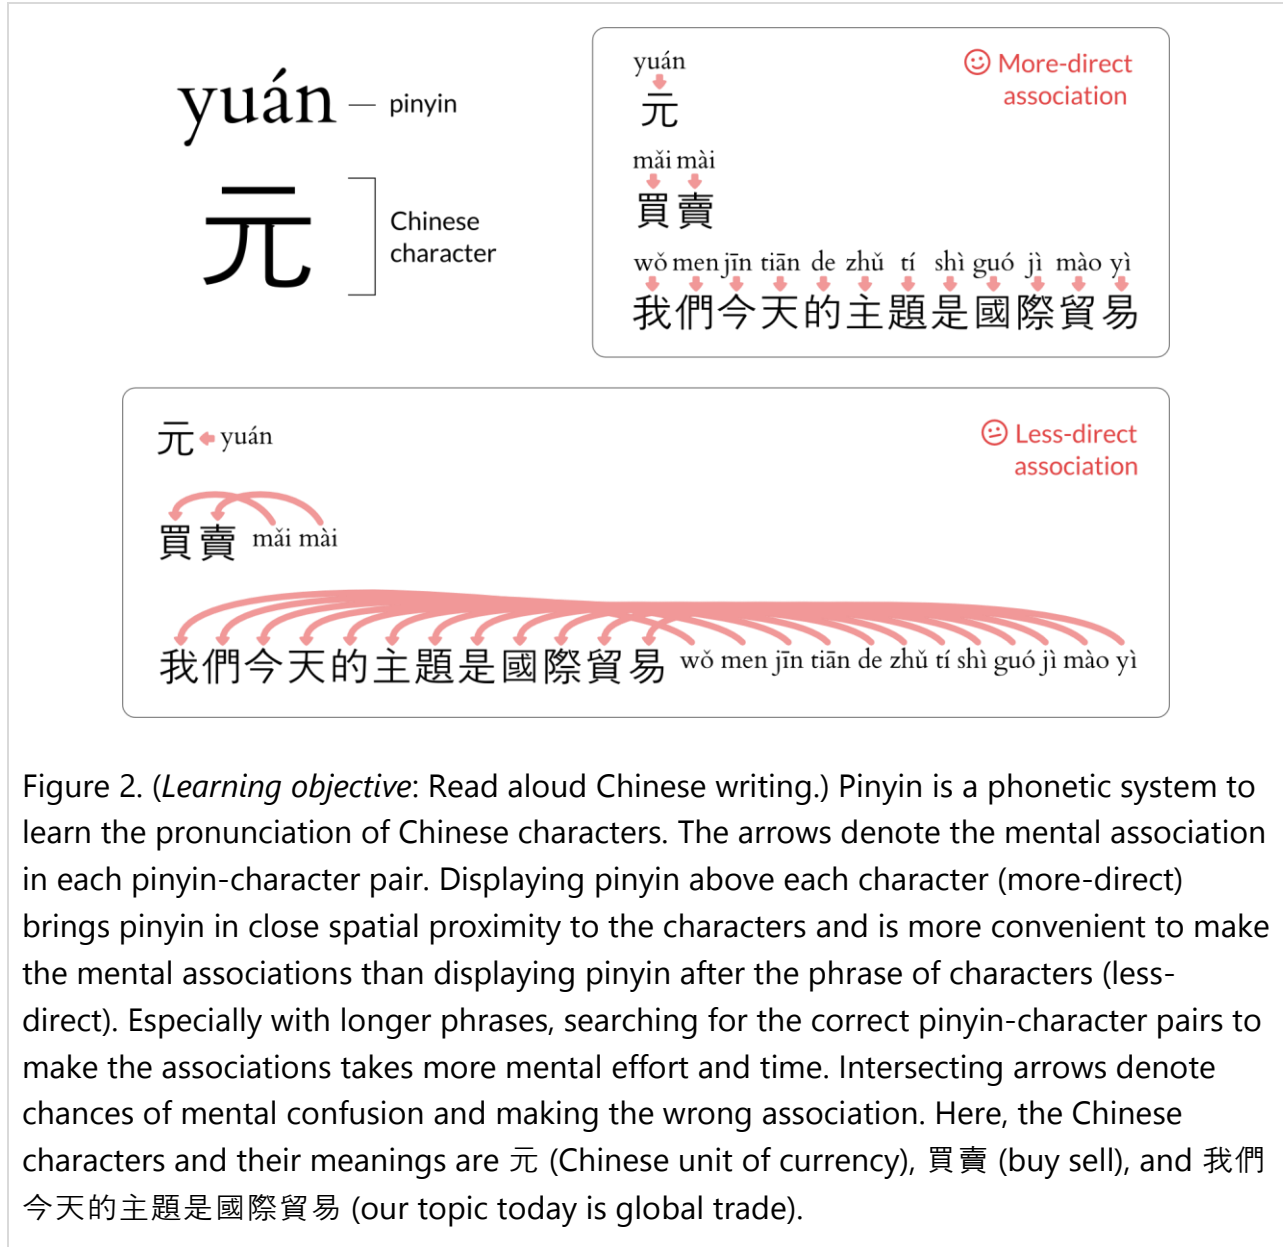 yuán — pinyin
元
Chinese
character
More-direct
association
yuán
元
mǎi mài
買賣
wǒ men jīn tiān de zhǔ tí shì guó jì mào yì
我們今天的主題是國際貿易
Less-direct
association
元 yuán
買賣 mǎi mài
我們今天的主題是國際貿易 wǒ men jīn tiān de zhǔ tí shì guó jì mào yì
Figure 2. (Learning objective: Read aloud Chinese writing.) Pinyin is a phonetic system to
learn the pronunciation of Chinese characters. The arrows denote the mental association
in each pinyin-character pair. Displaying pinyin above each character (more-direct)
brings pinyin in close spatial proximity to the characters and is more convenient to make
the mental associations than displaying pinyin after the phrase of characters (less-
direct). Especially with longer phrases, searching for the correct pinyin-character pairs to
make the associations takes more mental effort and time. Intersecting arrows denote
chances of mental confusion and making the wrong association. Here, the Chinese
characters and their meanings are 元 (Chinese unit of currency), 買賣 (buy sell), and 我們
今天的主題是國際貿易 (our topic today is global trade).